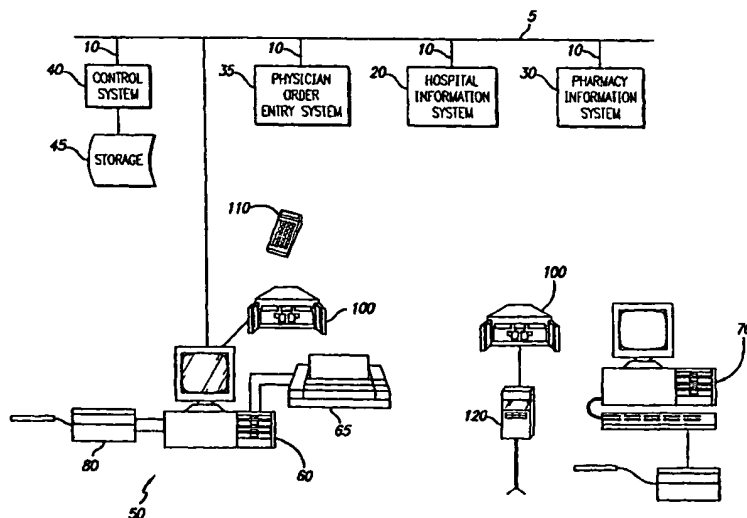 5
10
10
10
10
40
CONTROL
SYSTEM
35
PHYSICIAN
ORDER
ENTRY SYSTEM
20
HOSPITAL
INFORMATION
SYSTEM
30
PHARMACY
INFORMATION
SYSTEM
45
STORAGE
110
100
100
70
65
120
80
60
50